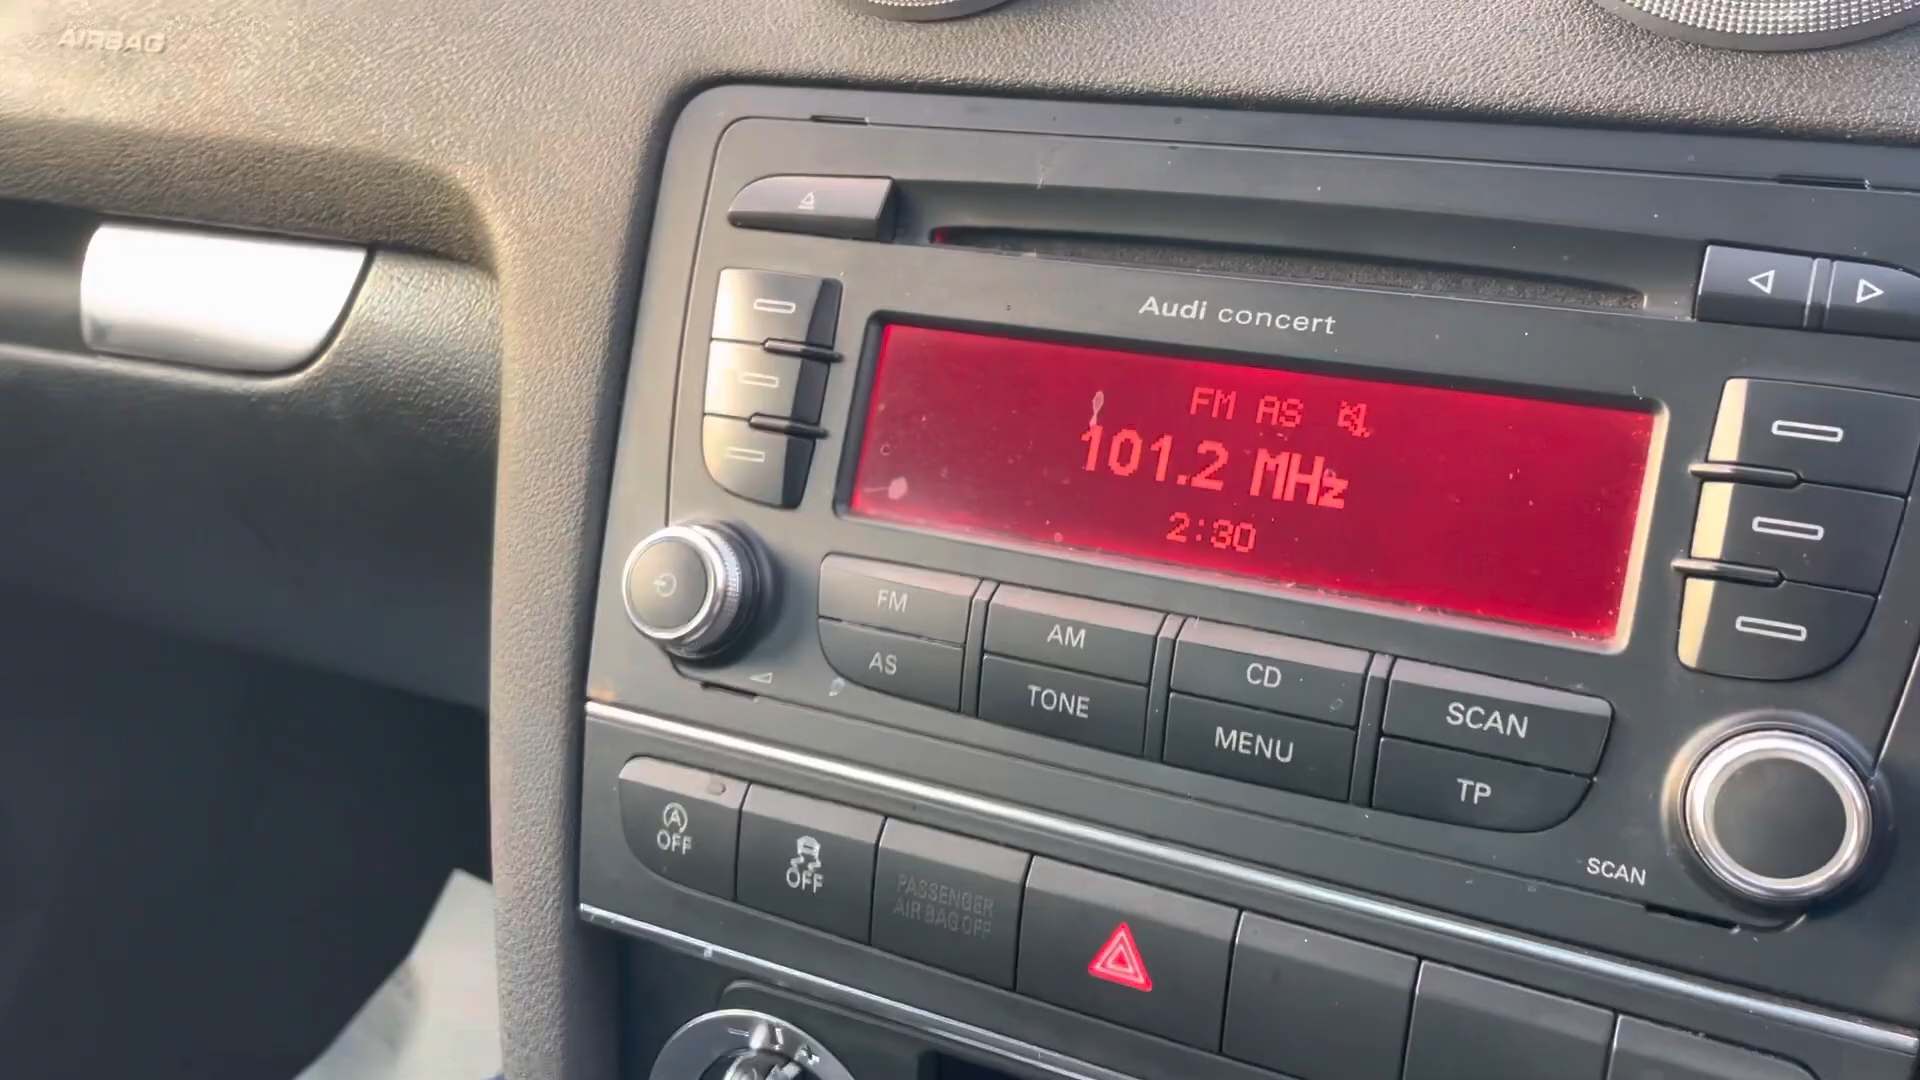 AIRBAG
Audi concert
FM AS
101.2 MHz
2:30
FM
AM
CD
SCAN
AS
TONE
MENU
TP
SCAN
A
OFF
OFF
PASSENGER
AIR BAG OFF